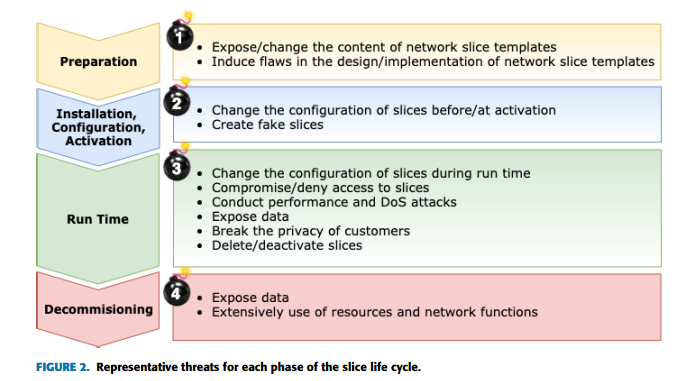 1
Preparation
• Expose/change the content of network slice templates
• Induce flaws in the design/implementation of network slice templates
2
Installation,
Configuration,
Activation
• Change the configuration of slices before/at activation
• Create fake slices
3
Run Time
• Change the configuration of slices during run time
• Compromise/deny access to slices
• Conduct performance and DoS attacks
• Expose data
• Break the privacy of customers
• Delete/deactivate slices
4
Decommisioning
• Expose data
• Extensively use of resources and network functions
FIGURE 2. Representative threats for each phase of the slice life cycle.